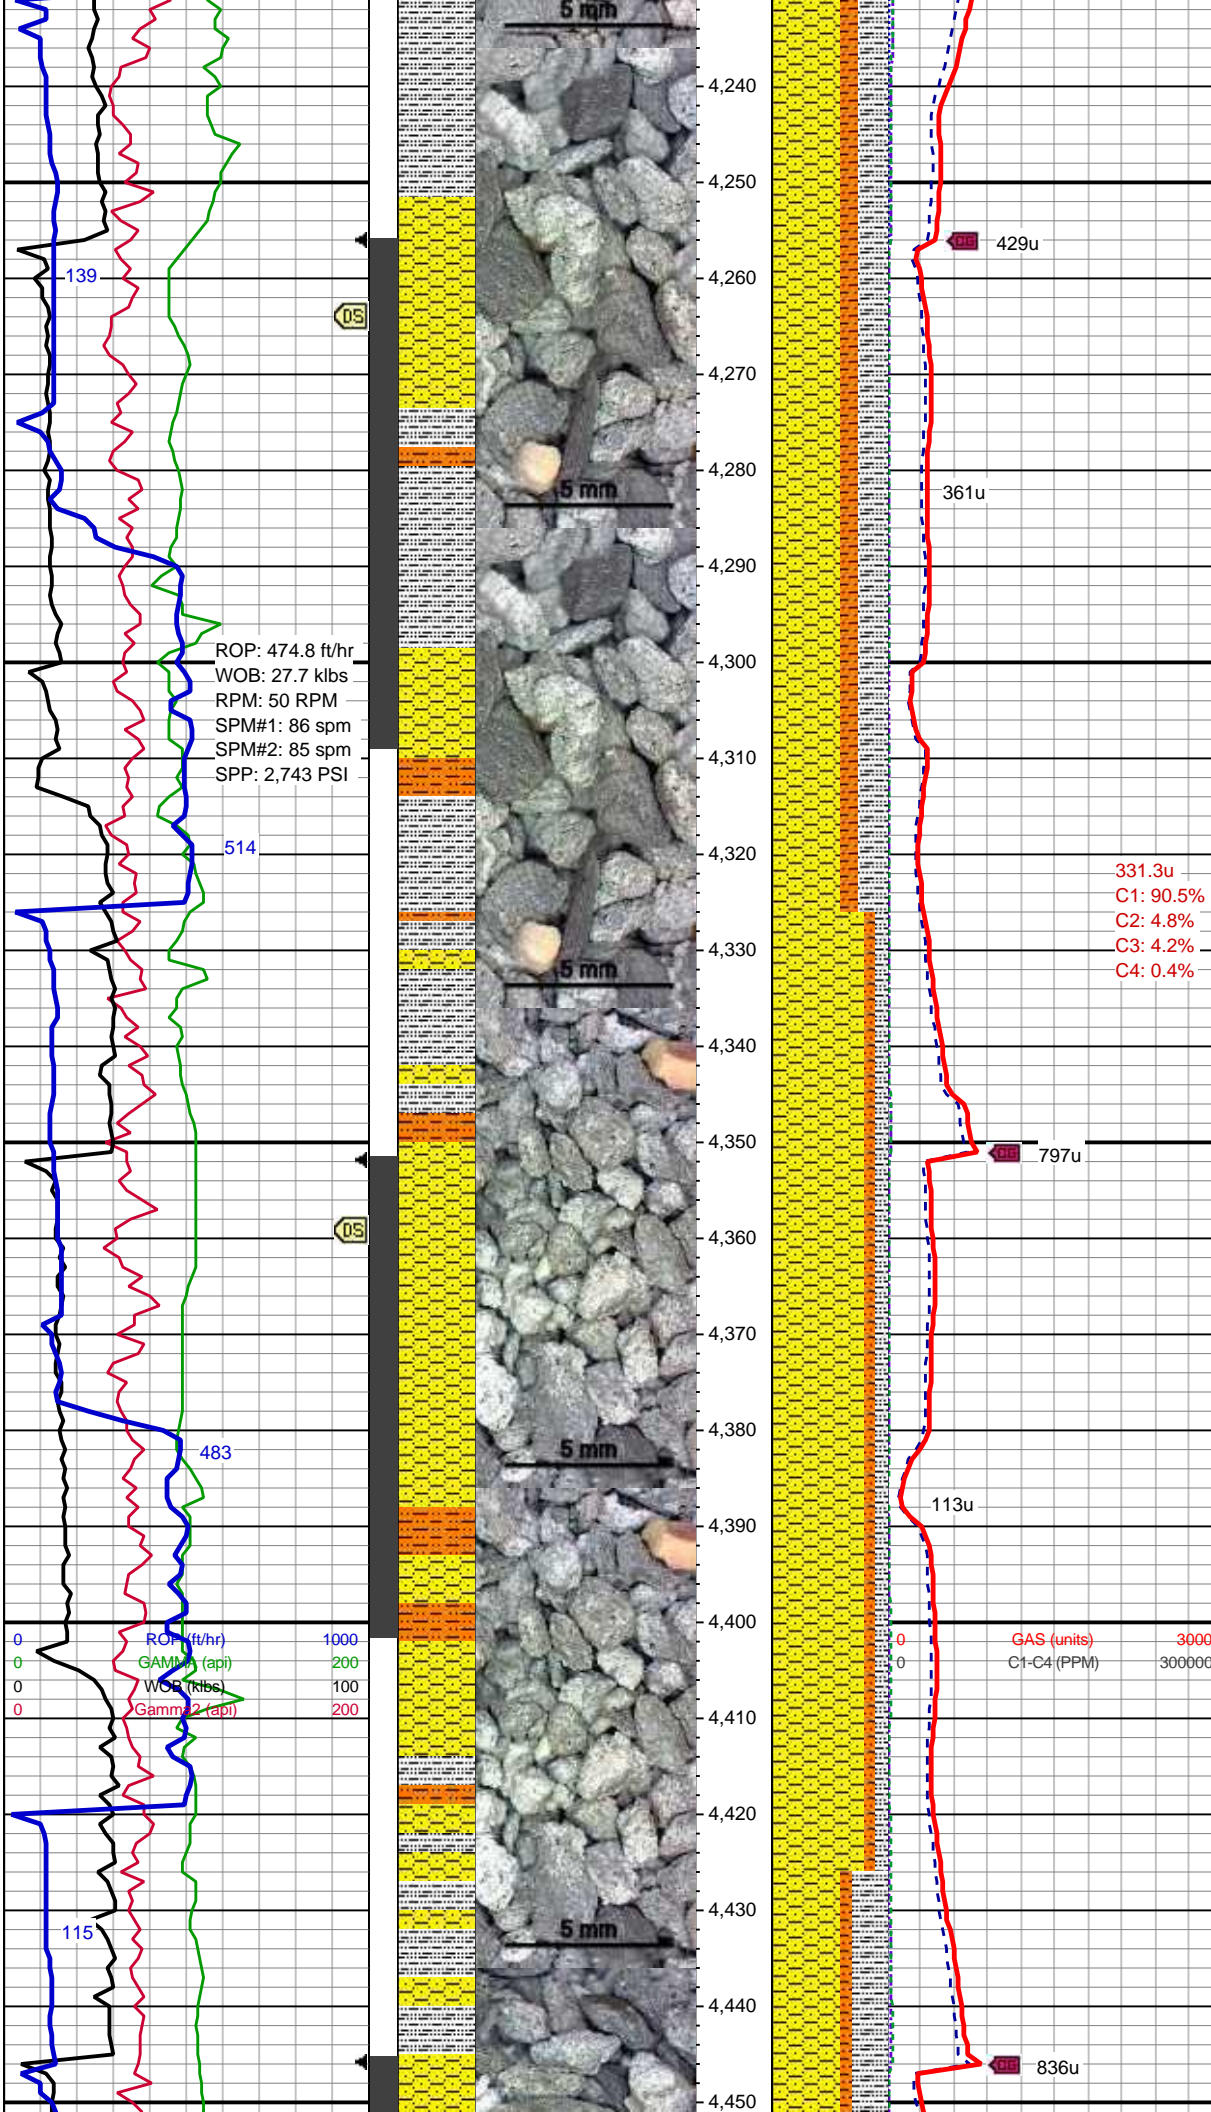 5 mm
4,240
4,250
CG 429u
4,260
139
DS
4,270
4,280
5 mm
361u
4,290
4,300
ROP: 474.8 ft/hr
WOB: 27.7 klbs
RPM: 50 RPM
SPM#1: 86 spm
SPM#2: 85 spm
SPP: 2,743 PSI
4,310
514
4,320
331.3u
C1: 90.5%
C2: 4.8%
C3: 4.2%
C4: 0.4%
4,330
5 mm
4,340
4,350
CG 797u
DS
4,360
4,370
4,380
483
5 mm
113u
4,390
4,400
0 ROP (ft/hr) 1000
0 GAMMA (api) 200
0 WOB (klbs) 100
0 Gamma2 (api) 200
0 GAS (units) 3000
0 C1-C4 (PPM) 300000
4,410
4,420
4,430
115
5 mm
4,440
CG 836u
4,450